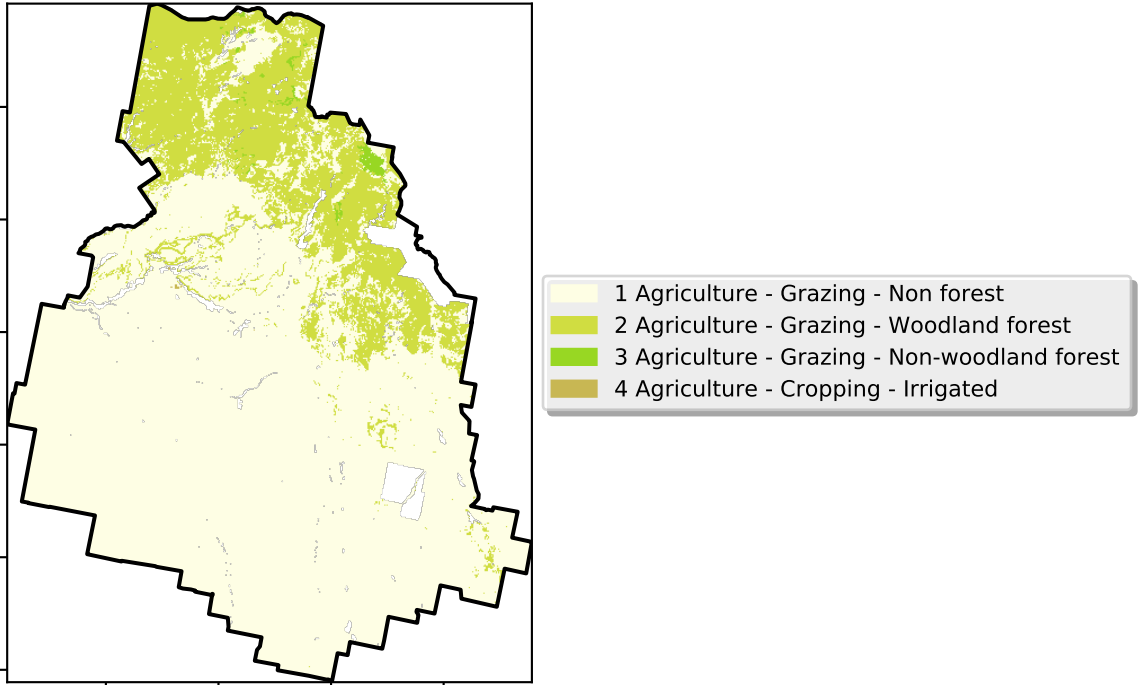 1 Agriculture - Grazing - Non forest
2 Agriculture - Grazing - Woodland forest
3 Agriculture - Grazing - Non-woodland forest
4 Agriculture - Cropping - Irrigated